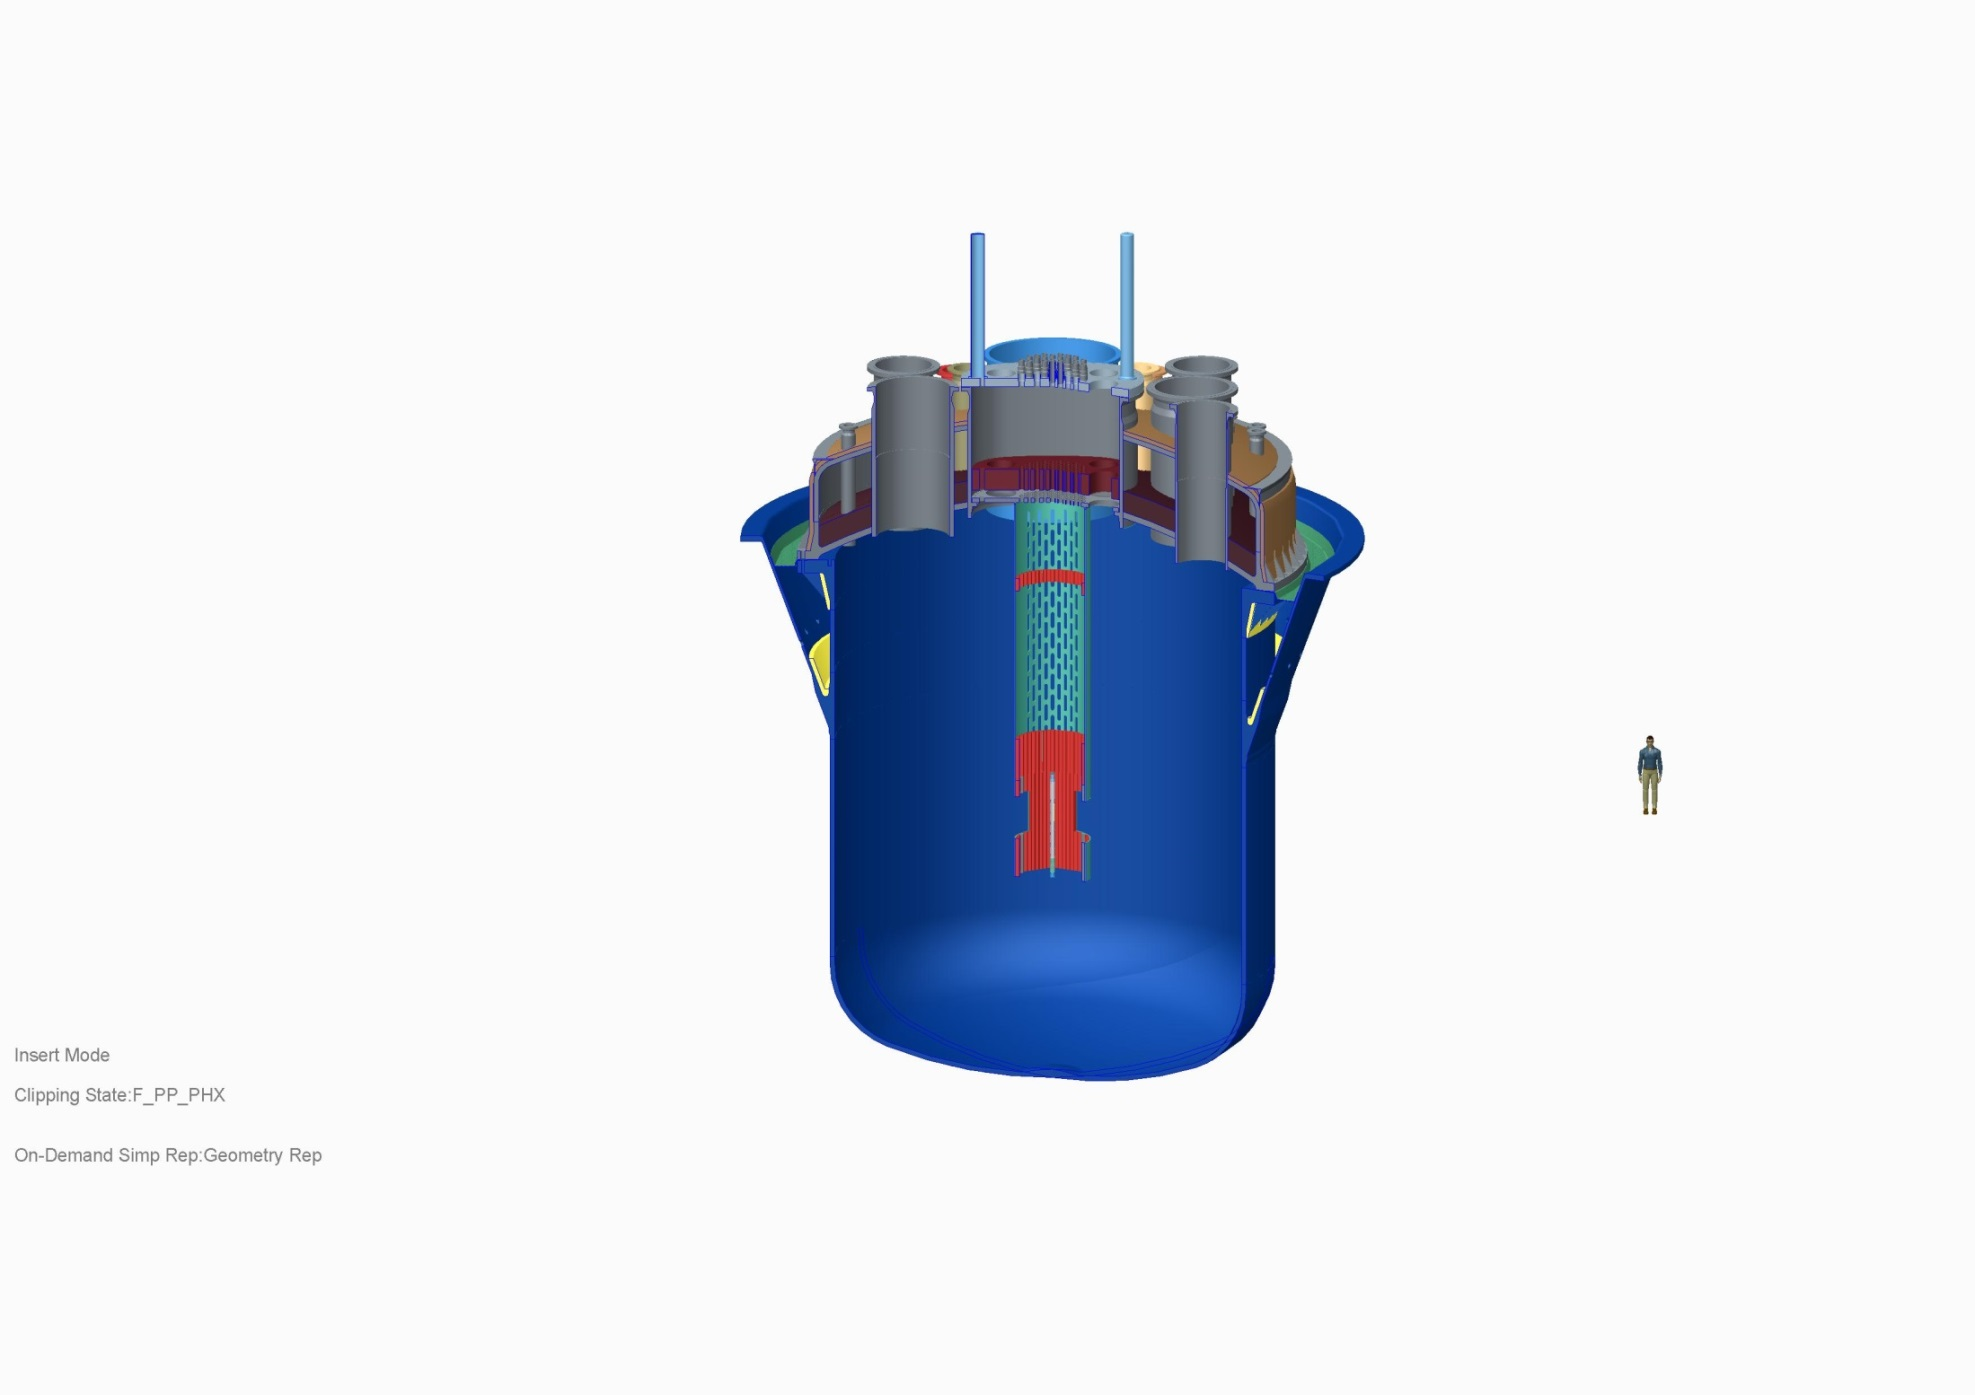 Insert Mode
Clipping State:F_PP_PHX
On-Demand Simp Rep:Geometry Rep